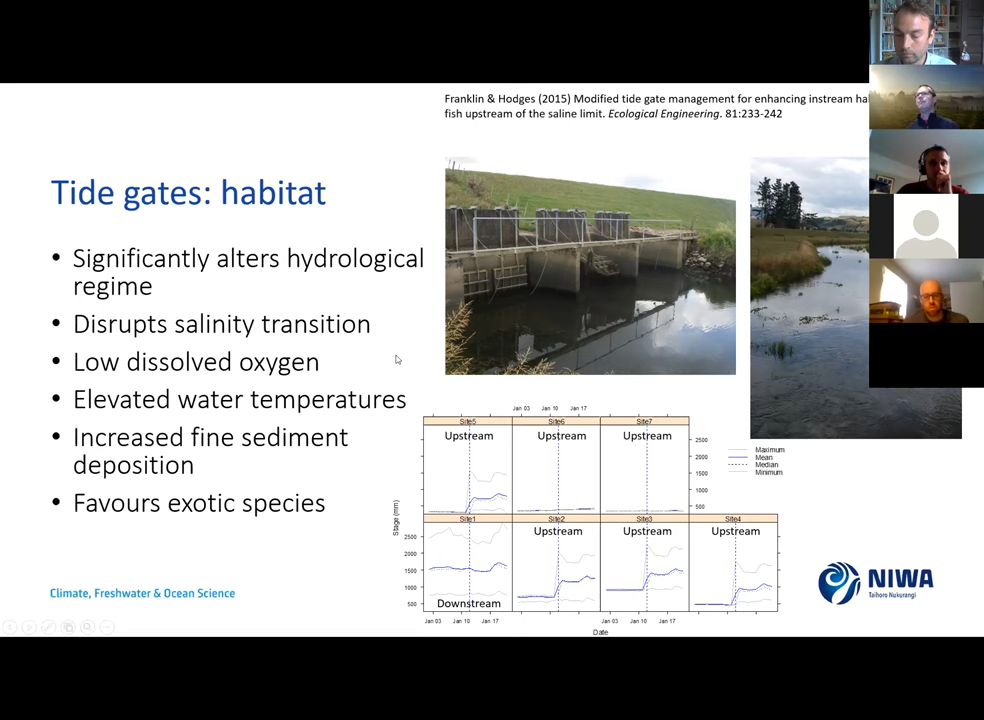 Franklin & Hodges (2015) Modified tide gate management for enhancing instream
fish upstream of the saline limit. Ecological Engineering. 81:233-242
Tide gates: habitat
• Significantly alters hydrological
regime
• Disrupts salinity transition
• Low dissolved oxygen
• Elevated water temperatures
• Increased fine sediment
deposition
• Favours exotic species
Jan 03 Jan 10 Jan 17
Site5 Site6 Site7
Upstream Upstream Upstream
2500
2000
1500
1000
500
Maximum
Mean
Median
Minimum
Stage (mm)
Site1 Site2 Site3 Site4
Upstream Upstream Upstream
2500
2000
1500
1000
500
Downstream
Jan 03 Jan 10 Jan 17 Jan 03 Jan 10 Jan 17
Date
Climate, Freshwater & Ocean Science
NIWA
Taihoro Nukurangi